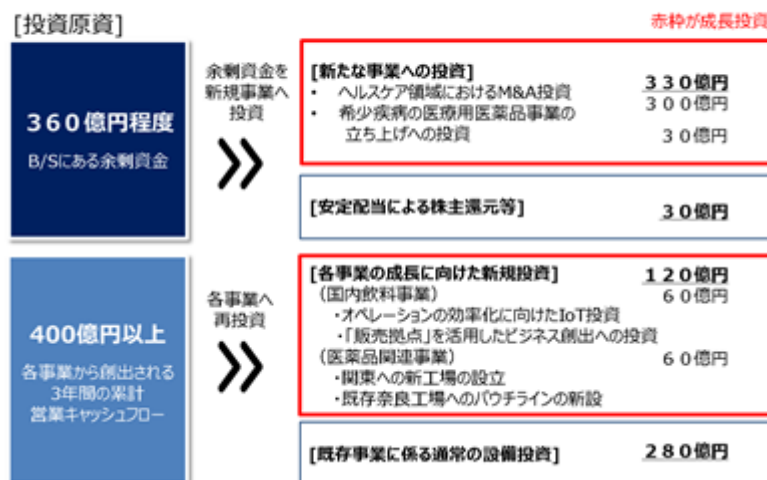 [投資原資]
赤枠が成長投資
360億円程度
B/Sにある余剰資金
余剰資金を
新規事業へ
投資
[新たな事業への投資] 330億円
・ ヘルスケア領域におけるM&A投資 300億円
・ 希少疾病の医療用医薬品事業の
立ち上げへの投資 30億円
[安定配当による株主還元等] 30億円
400億円以上
各事業から創出される
3年間の累計
営業キャッシュフロー
各事業へ
再投資
[各事業の成長に向けた新規投資] 120億円
(国内飲料事業) 60億円
・オペレーションの効率化に向けたIoT投資
・「販売拠点」を活用したビジネス創出への投資
(医薬品関連事業) 60億円
・関東への新工場の設立
・既存奈良工場へのパウチラインの新設
[既存事業に係る通常の設備投資] 280億円